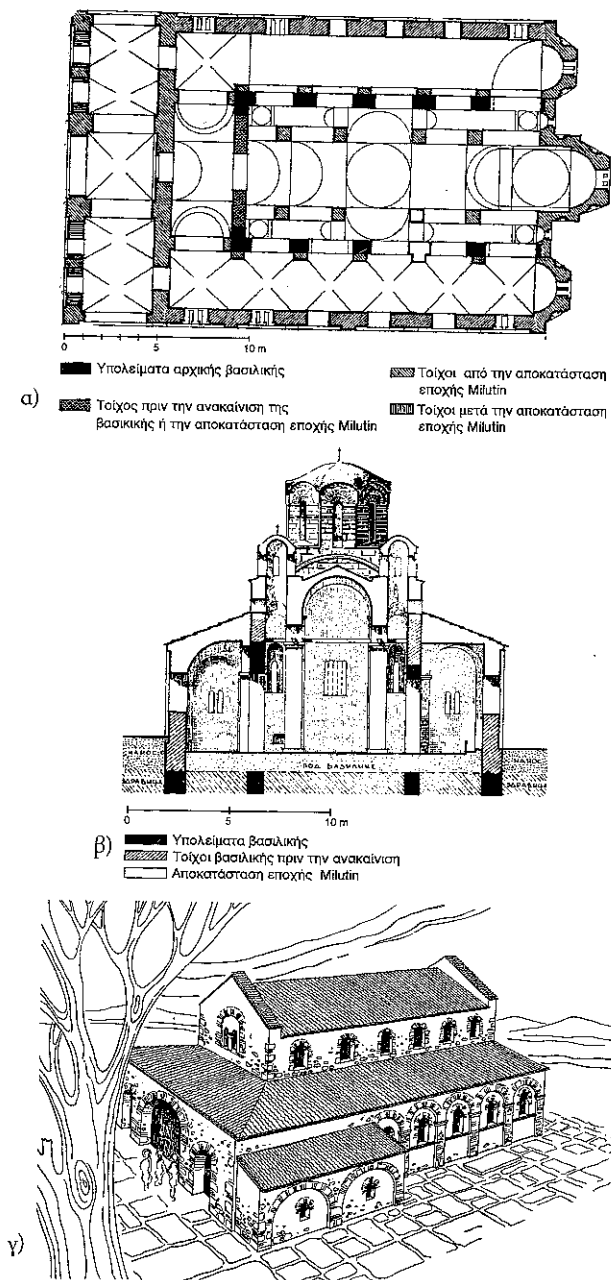 0 5 10 m
Υπολείματα αρχικής βασιλικής
Τοίχος πριν την ανακαίνιση της
βασικικής ή την αποκατάσταση εποχής Milutin
Τοίχοι από την αποκατάσταση
εποχής Milutin
Τοίχοι μετά την αποκατάσταση
εποχής Milutin
α)
ПОД БАЗИЛИКЕ
0 5 10 m
β)
Υπολείματα βασιλικής
Τοίχοι βασιλικής πριν την ανακαίνιση
Αποκατάσταση εποχής Milutin
γ)